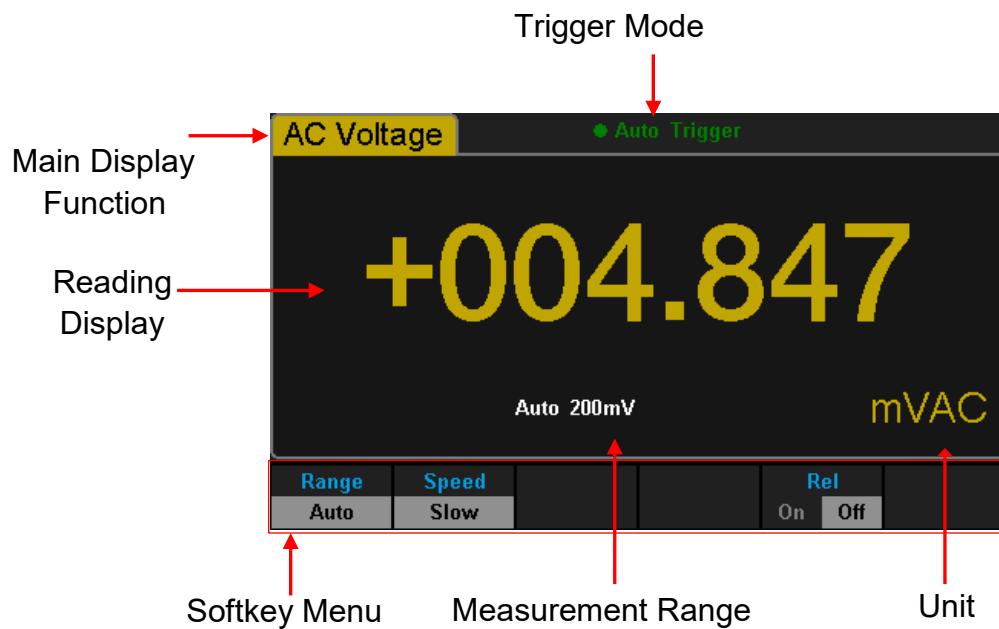 Trigger Mode
AC Voltage
Auto Trigger
Main Display
Function
+004.847
Reading
Display
Auto 200mV
mVAC
Range
Speed
Rel
Auto
Slow
On
Off
Softkey Menu
Measurement Range
Unit